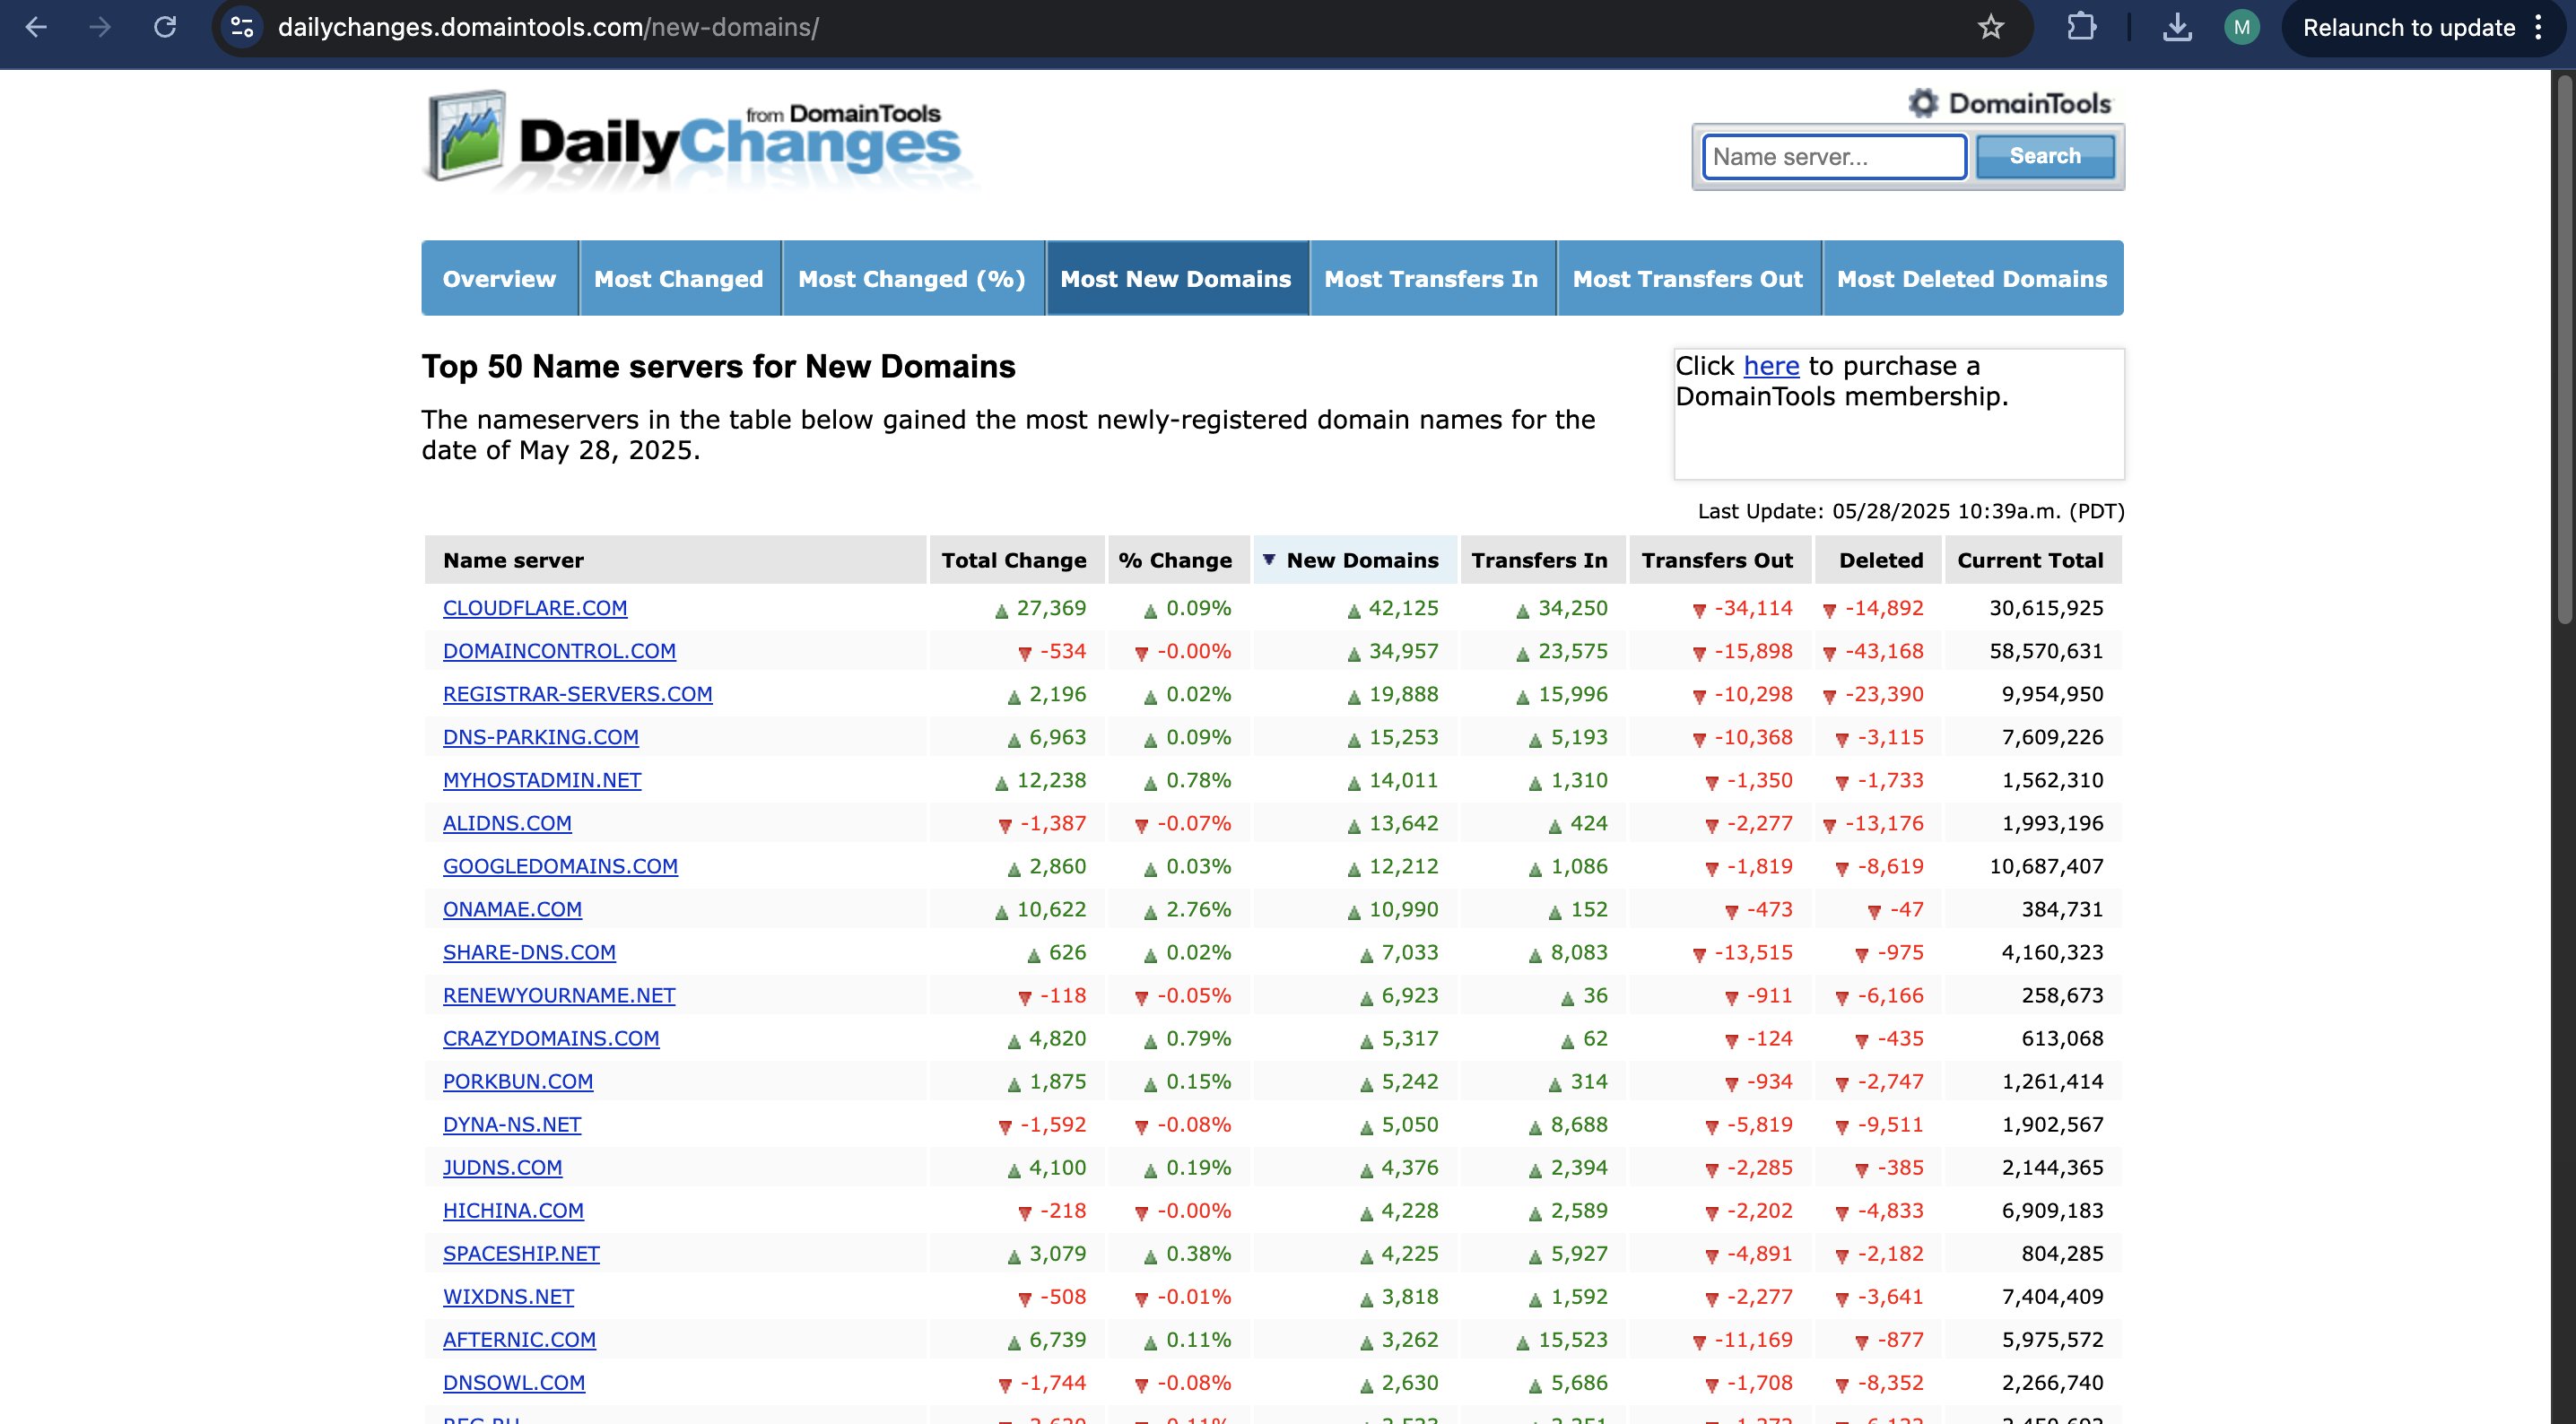 dailychanges.domaintools.com/new-domains/
M
Relaunch to update
from DomainTools
DailyChanges
DomainTools
Name server...
Search
Overview
Most Changed
Most Changed (%)
Most New Domains
Most Transfers In
Most Transfers Out
Most Deleted Domains
Top 50 Name servers for New Domains
The nameservers in the table below gained the most newly-registered domain names for the
date of May 28, 2025.
Click here to purchase a
DomainTools membership.
Last Update: 05/28/2025 10:39a.m. (PDT)
Name server Total Change % Change ▼ New Domains Transfers In Transfers Out Deleted Current Total
CLOUDFLARE.COM ▲ 27,369 ▲ 0.09% ▲ 42,125 ▲ 34,250 ▼ -34,114 ▼ -14,892 30,615,925
DOMAINCONTROL.COM ▼ -534 ▼ -0.00% ▲ 34,957 ▲ 23,575 ▼ -15,898 ▼ -43,168 58,570,631
REGISTRAR-SERVERS.COM ▲ 2,196 ▲ 0.02% ▲ 19,888 ▲ 15,996 ▼ -10,298 ▼ -23,390 9,954,950
DNS-PARKING.COM ▲ 6,963 ▲ 0.09% ▲ 15,253 ▲ 5,193 ▼ -10,368 ▼ -3,115 7,609,226
MYHOSTADMIN.NET ▲ 12,238 ▲ 0.78% ▲ 14,011 ▲ 1,310 ▼ -1,350 ▼ -1,733 1,562,310
ALIDNS.COM ▼ -1,387 ▼ -0.07% ▲ 13,642 ▲ 424 ▼ -2,277 ▼ -13,176 1,993,196
GOOGLEDOMAINS.COM ▲ 2,860 ▲ 0.03% ▲ 12,212 ▲ 1,086 ▼ -1,819 ▼ -8,619 10,687,407
ONAMAE.COM ▲ 10,622 ▲ 2.76% ▲ 10,990 ▲ 152 ▼ -473 ▼ -47 384,731
SHARE-DNS.COM ▲ 626 ▲ 0.02% ▲ 7,033 ▲ 8,083 ▼ -13,515 ▼ -975 4,160,323
RENEWYOURNAME.NET ▼ -118 ▼ -0.05% ▲ 6,923 ▲ 36 ▼ -911 ▼ -6,166 258,673
CRAZYDOMAINS.COM ▲ 4,820 ▲ 0.79% ▲ 5,317 ▲ 62 ▼ -124 ▼ -435 613,068
PORKBUN.COM ▲ 1,875 ▲ 0.15% ▲ 5,242 ▲ 314 ▼ -934 ▼ -2,747 1,261,414
DYNA-NS.NET ▼ -1,592 ▼ -0.08% ▲ 5,050 ▲ 8,688 ▼ -5,819 ▼ -9,511 1,902,567
JUDNS.COM ▲ 4,100 ▲ 0.19% ▲ 4,376 ▲ 2,394 ▼ -2,285 ▼ -385 2,144,365
HICHINA.COM ▼ -218 ▼ -0.00% ▲ 4,228 ▲ 2,589 ▼ -2,202 ▼ -4,833 6,909,183
SPACESHIP.NET ▲ 3,079 ▲ 0.38% ▲ 4,225 ▲ 5,927 ▼ -4,891 ▼ -2,182 804,285
WIXDNS.NET ▼ -508 ▼ -0.01% ▲ 3,818 ▲ 1,592 ▼ -2,277 ▼ -3,641 7,404,409
AFTERNIC.COM ▲ 6,739 ▲ 0.11% ▲ 3,262 ▲ 15,523 ▼ -11,169 ▼ -877 5,975,572
DNSOWL.COM ▼ -1,744 ▼ -0.08% ▲ 2,630 ▲ 5,686 ▼ -1,708 ▼ -8,352 2,266,740